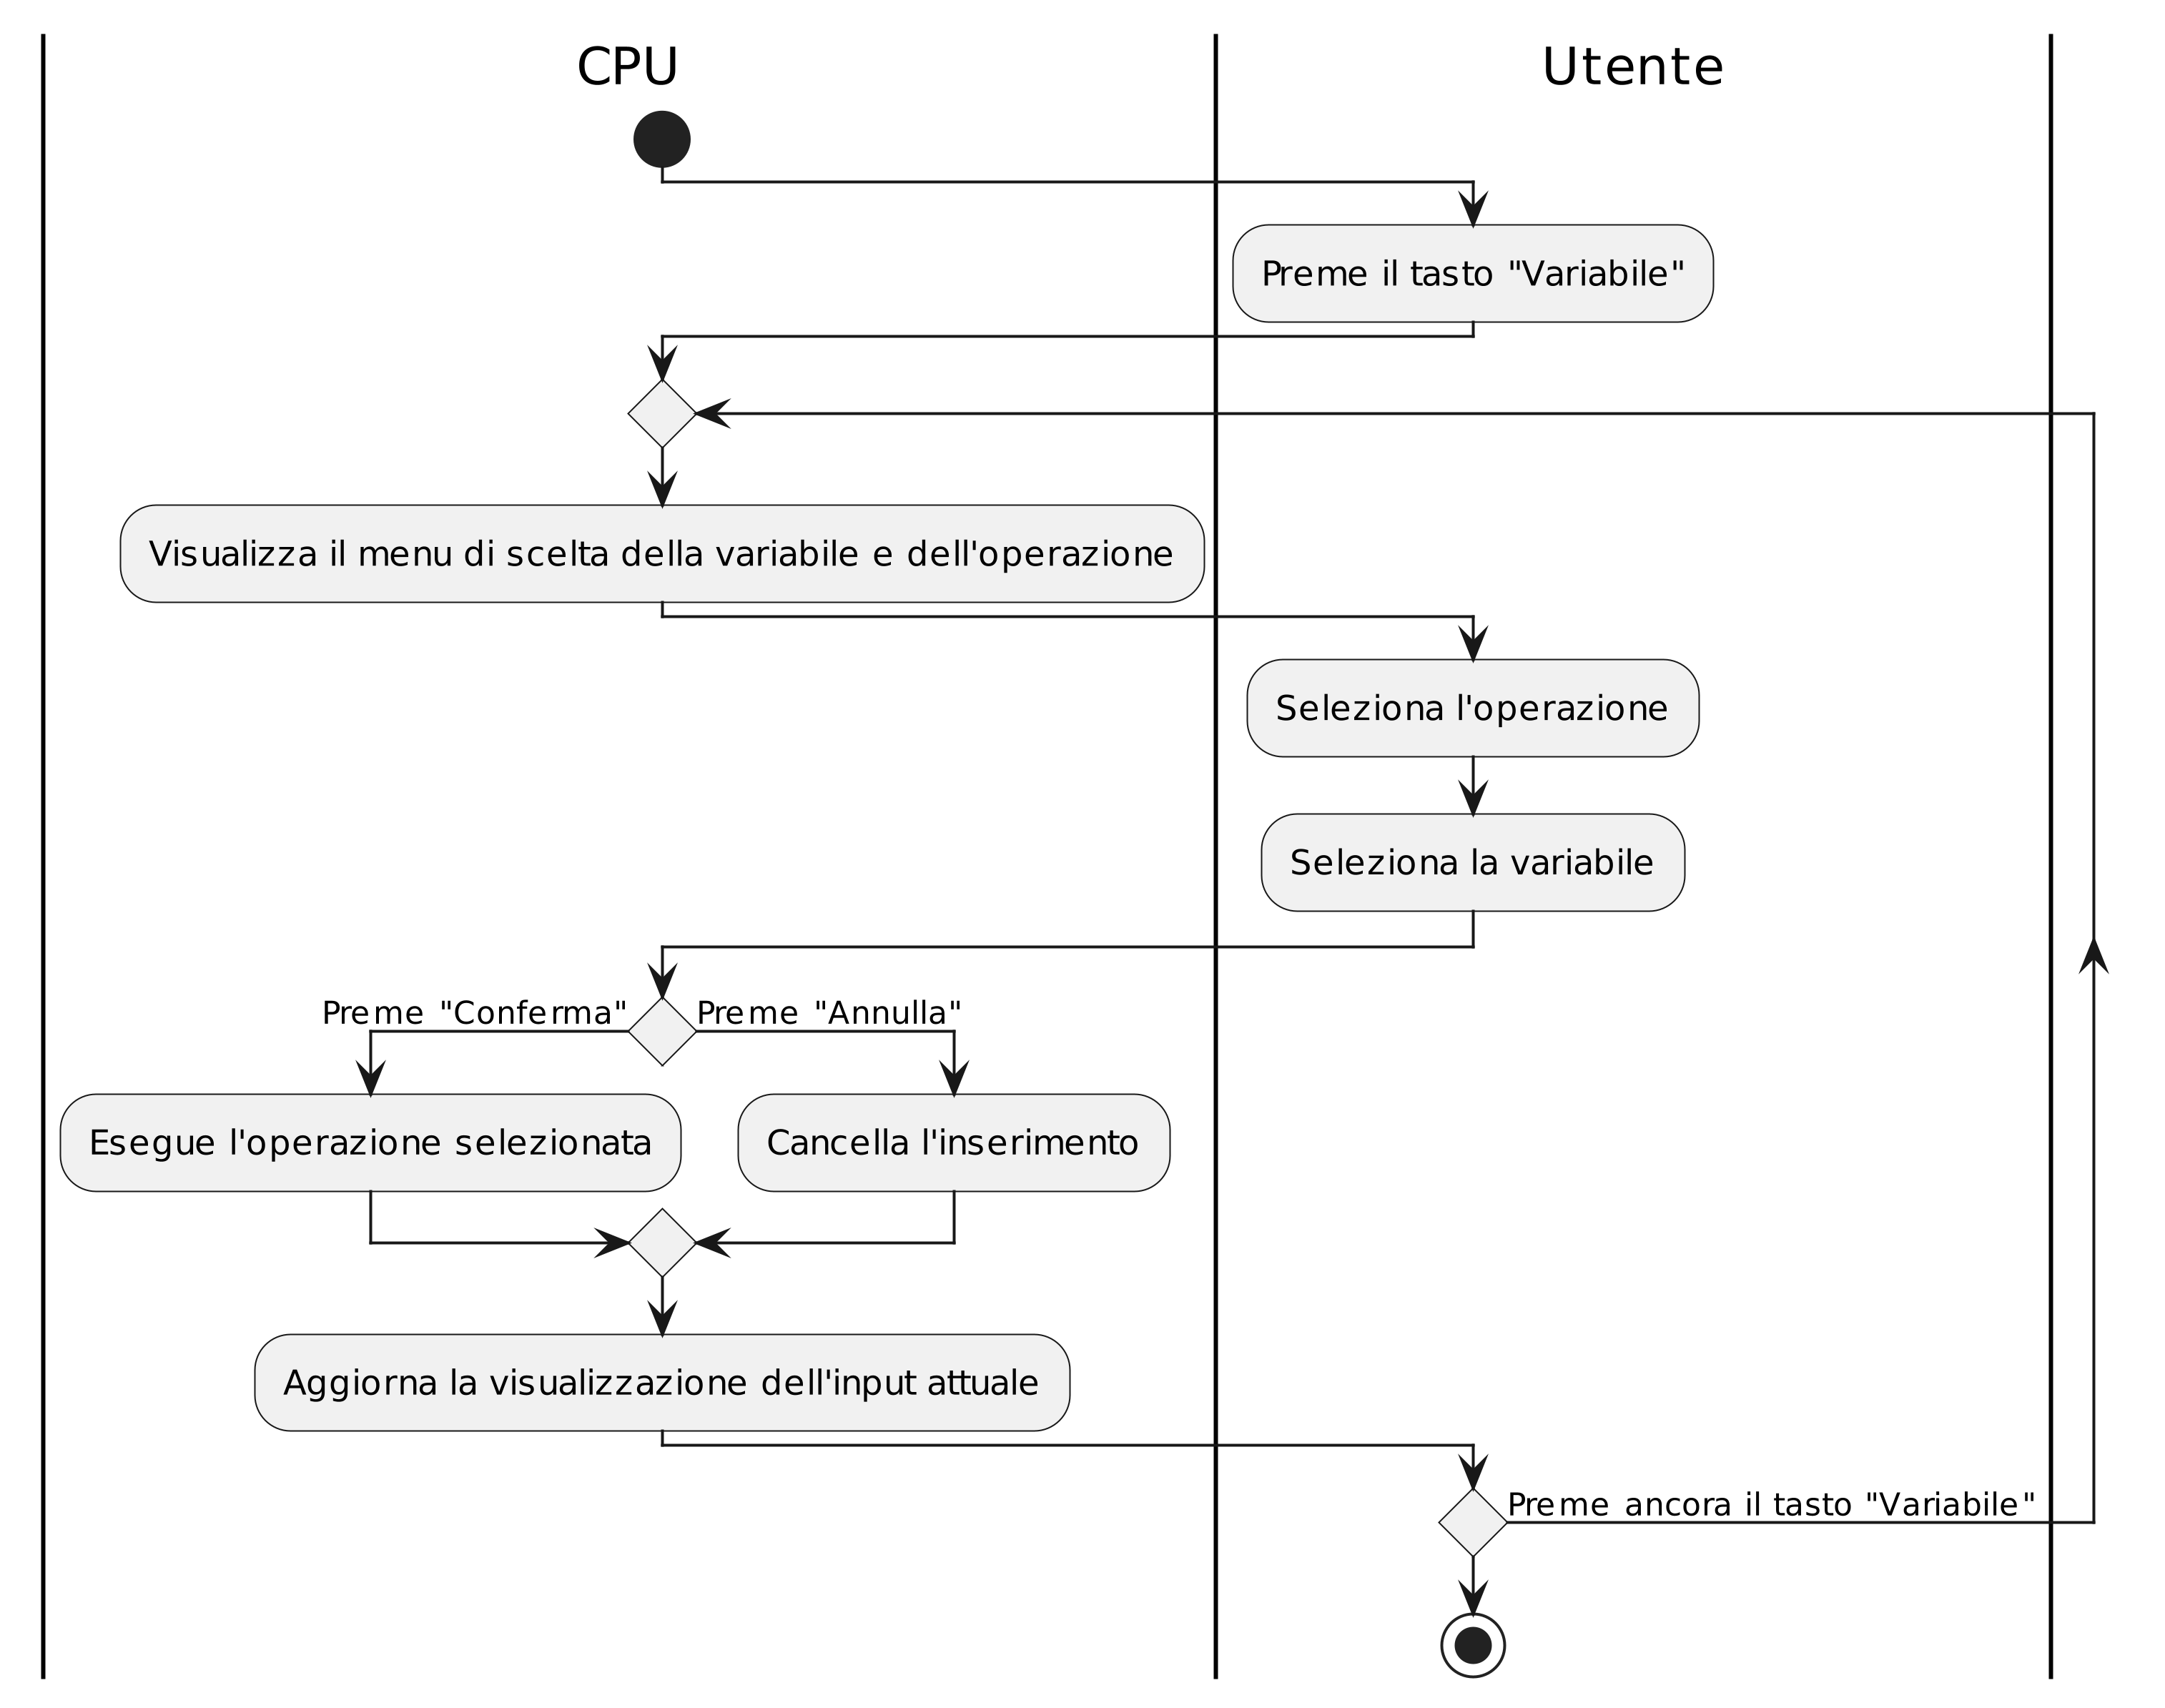 CPU
Utente
Preme il tasto "Variabile"
Visualizza il menu di scelta della variabile e dell'operazione
Seleziona l'operazione
Seleziona la variabile
Preme "Conferma"
Preme "Annulla"
Esegue l'operazione selezionata
Cancella l'inserimento
Aggiorna la visualizzazione dell'input attuale
Preme ancora il tasto "Variabile"